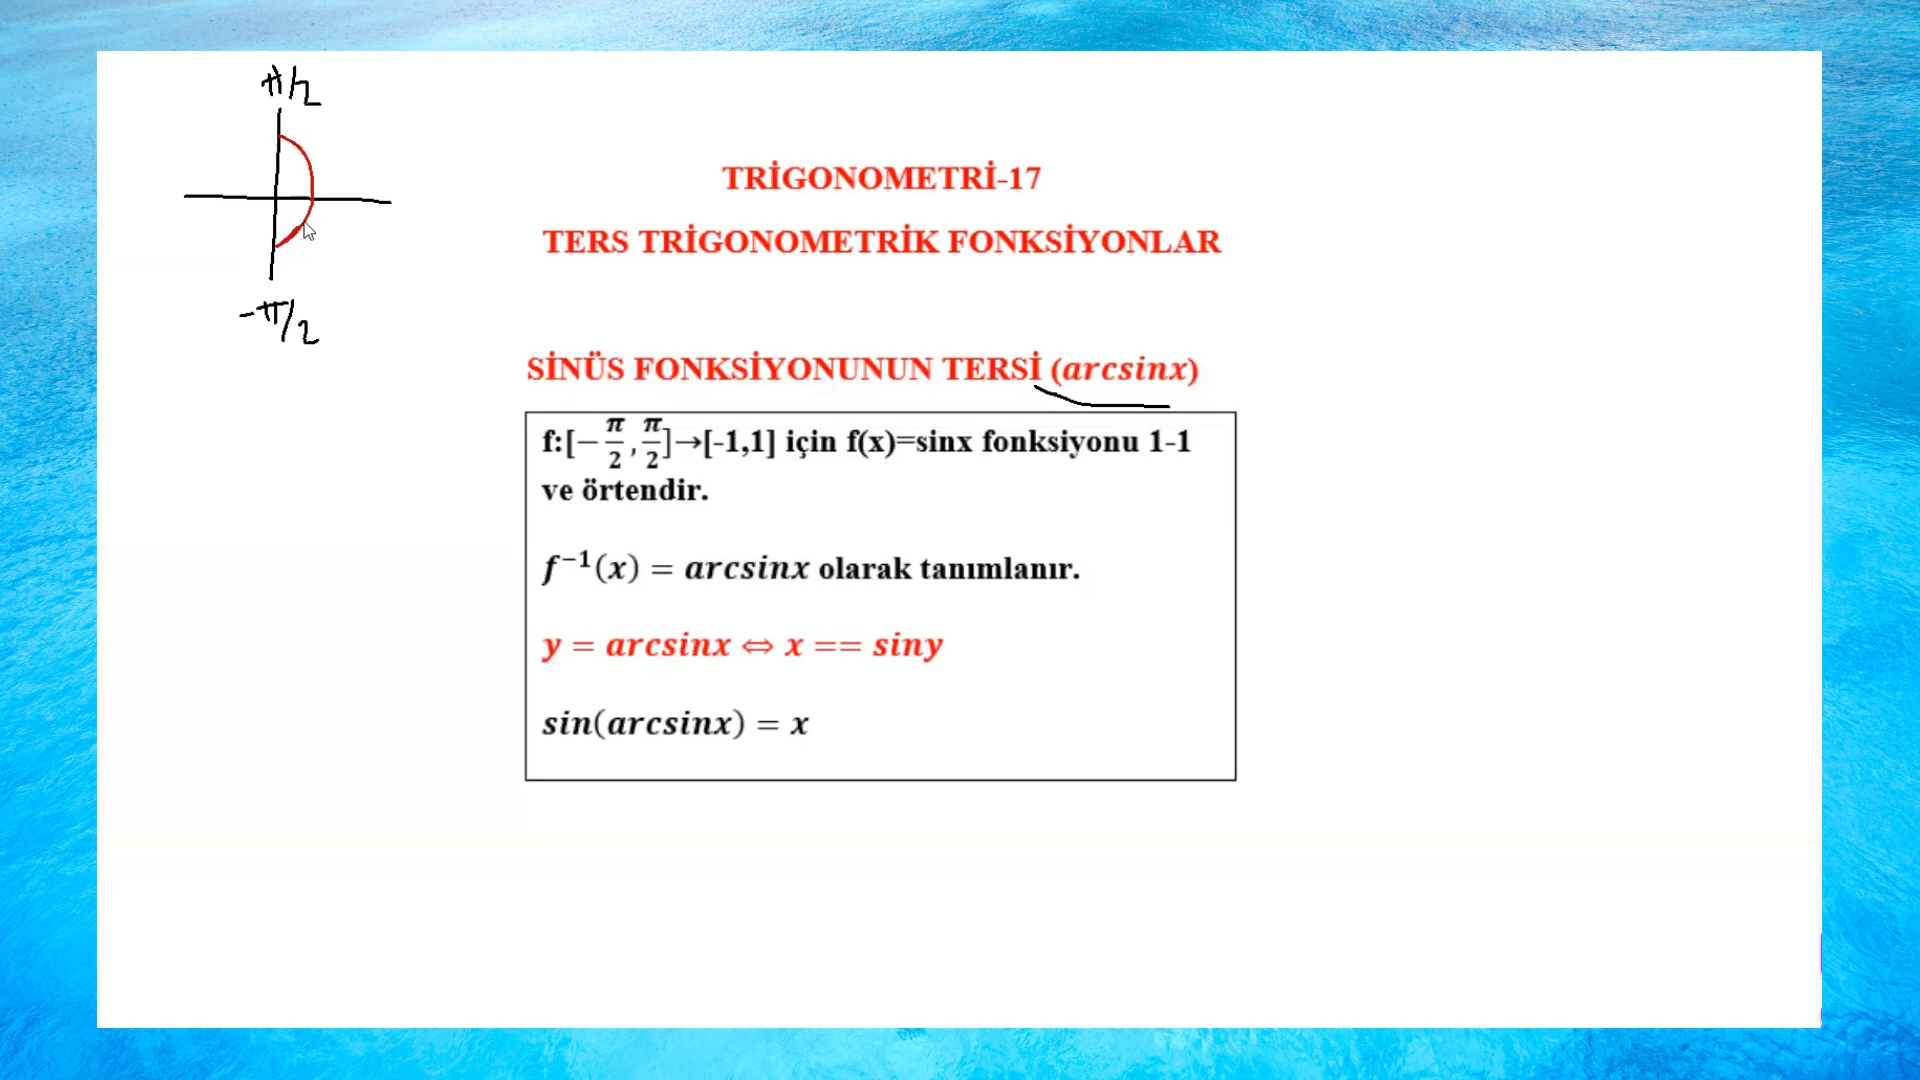 π/2
-π/2
TRİGONOMETRİ-17
TERS TRİGONOMETRİK FONKSİYONLAR
SİNÜS FONKSİYONUNUN TERSİ (arcsinx)
f:[−π/2, π/2]→[-1,1] için f(x)=sinx fonksiyonu 1-1
ve örtendir.
f⁻¹(x) = arcsinx olarak tanımlanır.
y = arcsinx ⇔ x == siny
sin(arcsinx) = x